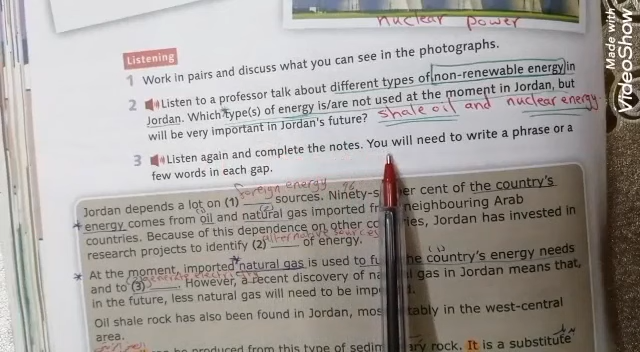 nuclear power
Listening
1 Work in pairs and discuss what you can see in the photographs.
2 Listen to a professor talk about different types of non-renewable energy in
Jordan. Which type(s) of energy is/are not used at the moment in Jordan, but
will be very important in Jordan's future? shale oil and nuclear energy.
3 Listen again and complete the notes. You will need to write a phrase or a
few words in each gap.
foreign energy 96
Jordan depends a lot on (1) sources. Ninety-s er cent of the country's
energy comes from oil and natural gas imported fr neighbouring Arab
countries. Because of this dependence on other co ies, Jordan has invested in
alternative sources
research projects to identify (2) of energy.
At the moment, imported natural gas is used to fu the country's energy needs
electricity
and to (3) . However, a recent discovery of na l gas in Jordan means that,
in the future, less natural gas will need to be impo d.
Oil shale rock has also been found in Jordan, mos tably in the west-central
area.
be produced from this type of sedim ary rock. It is a substitute
Made with
VideoShow